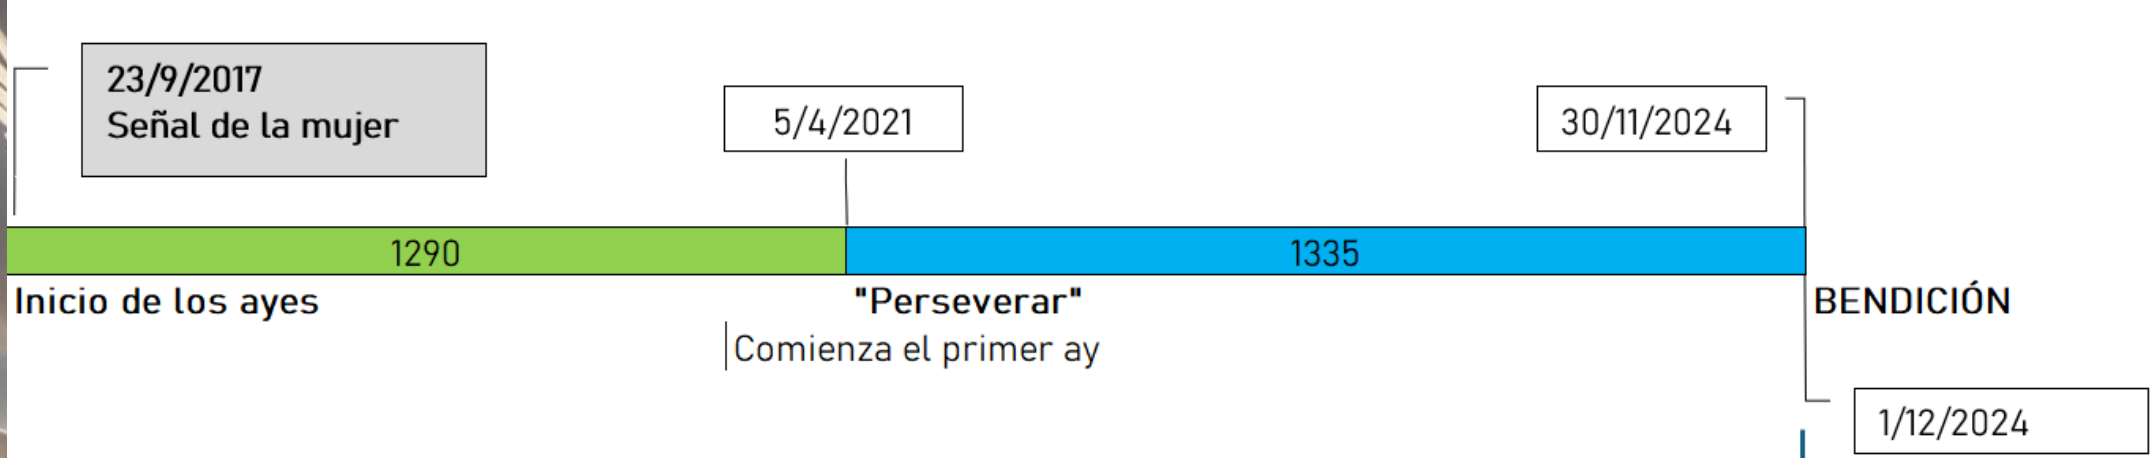 23/9/2017
Señal de la mujer
5/4/2021
30/11/2024
1290
1335
Inicio de los ayes
"Perseverar"
BENDICIÓN
Comienza el primer ay
1/12/2024